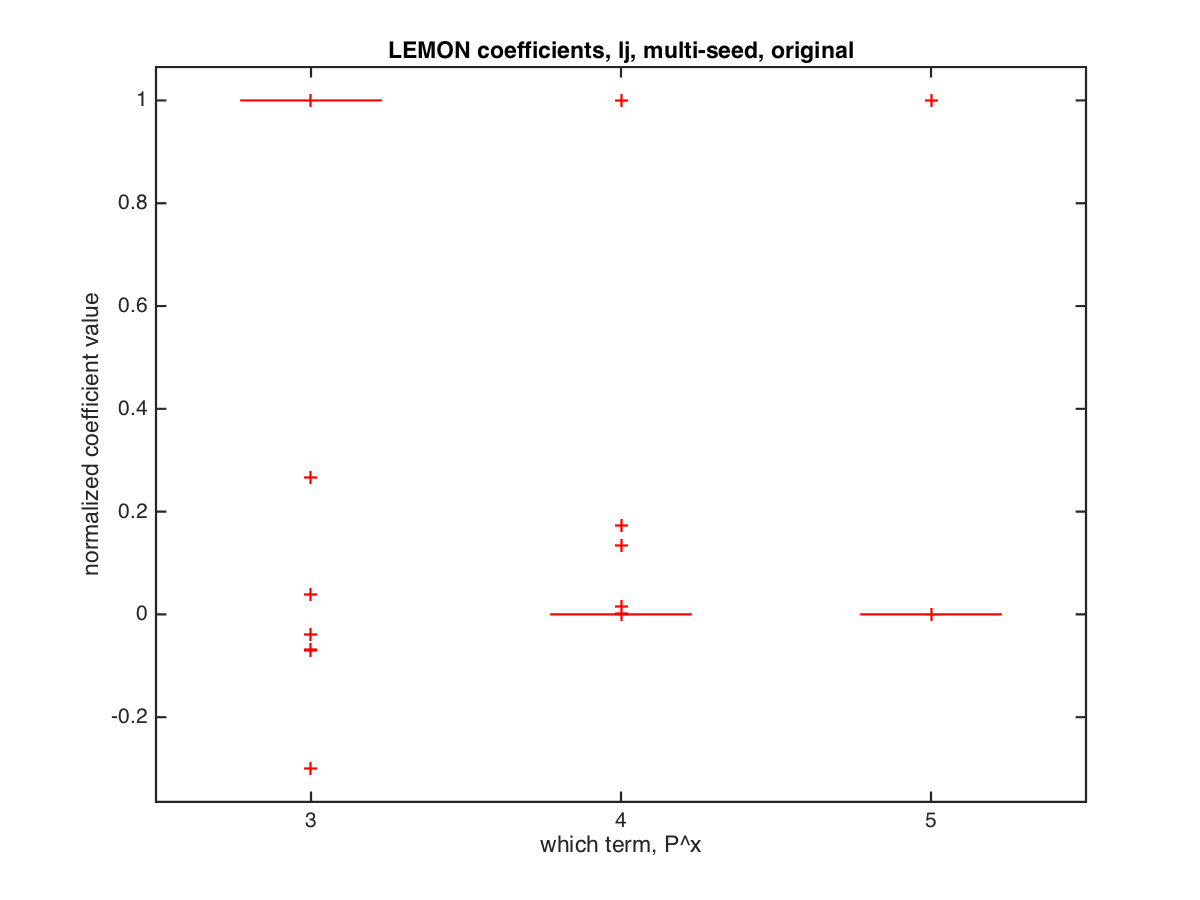 LEMON coefficients, lj, multi-seed, original
1
0.8
0.6
0.4
0.2
0
-0.2
normalized coefficient value
3 4 5
which term, P^x